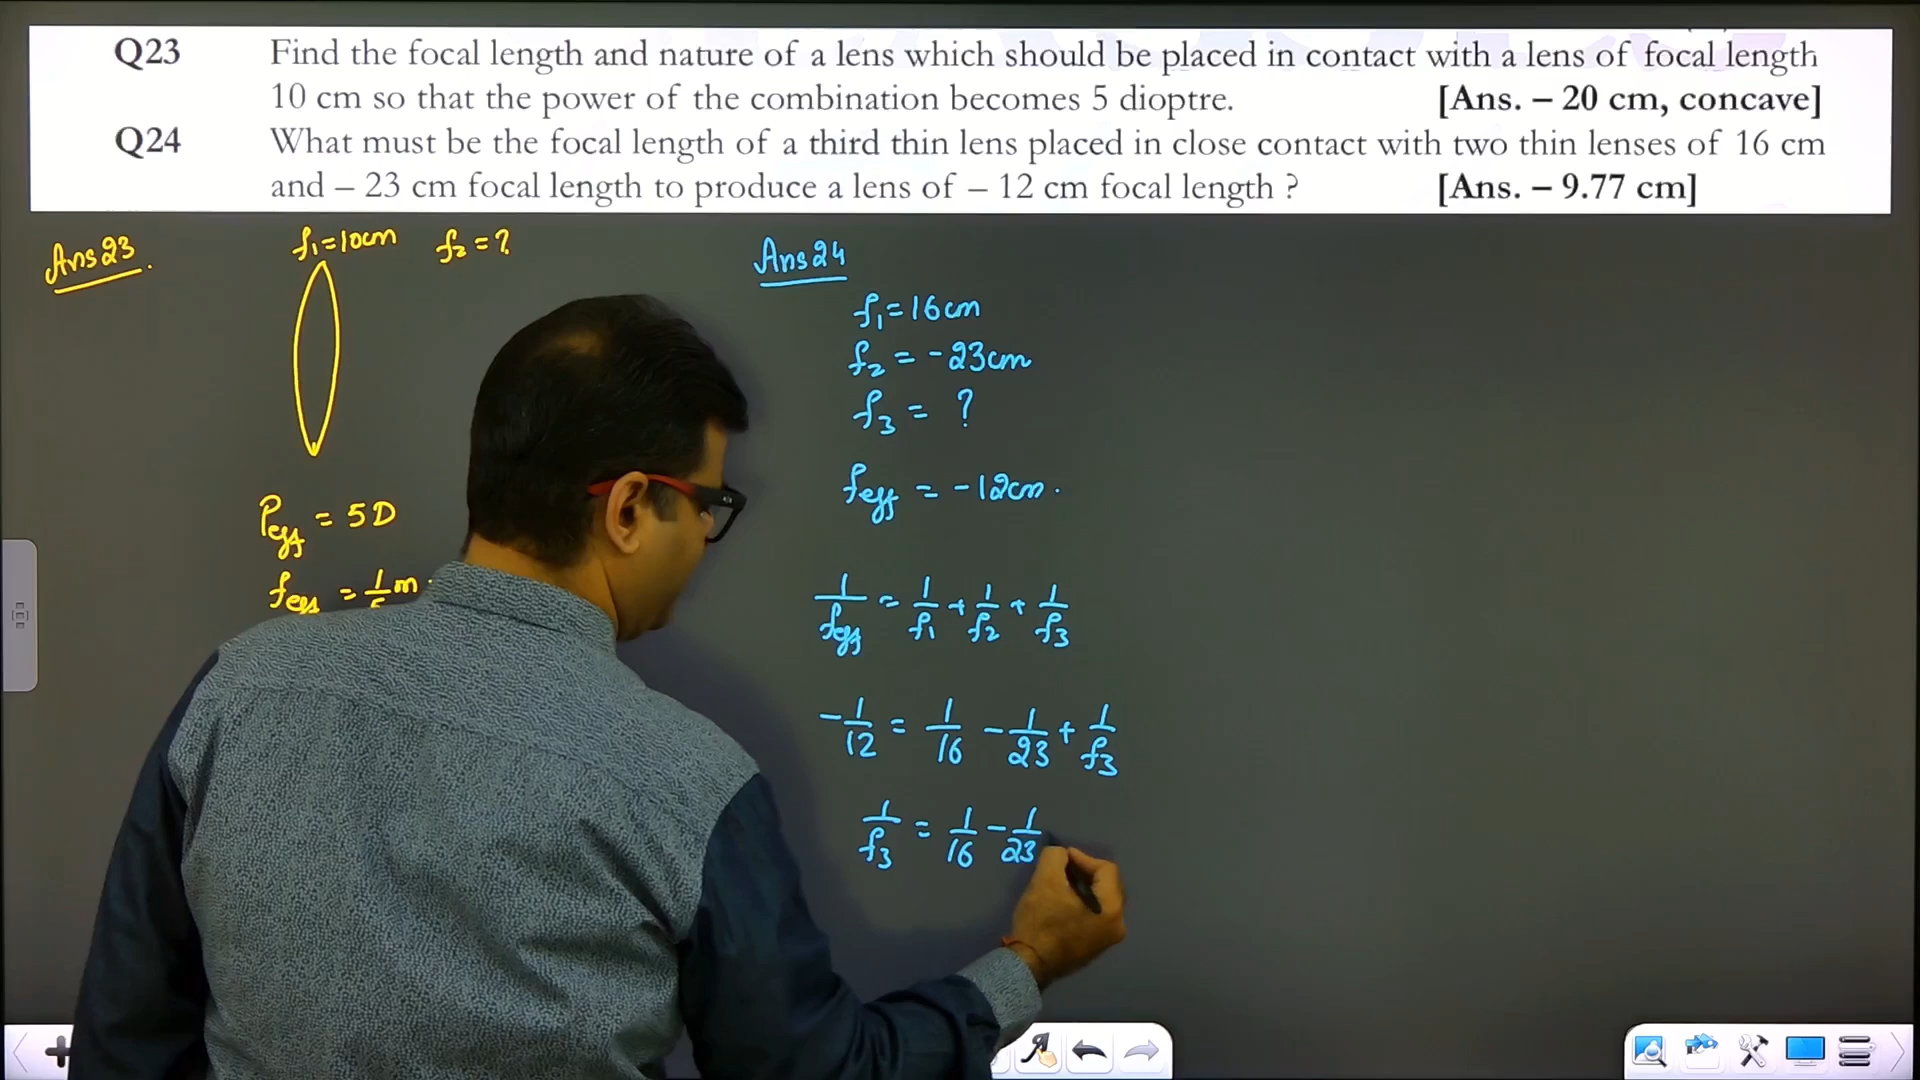 Q23 Find the focal length and nature of a lens which should be placed in contact with a lens of focal length
10 cm so that the power of the combination becomes 5 dioptre. [Ans. – 20 cm, concave]
Q24 What must be the focal length of a third thin lens placed in close contact with two thin lenses of 16 cm
and – 23 cm focal length to produce a lens of – 12 cm focal length ? [Ans. – 9.77 cm]
Ans23.
f₁=10cm f₂=?
Peff = 5D
feff = 1/5 m
Ans24
f₁=16cm
f₂ = -23cm
f₃ = ?
feff = -12cm.
1/feff = 1/f₁ + 1/f₂ + 1/f₃
-1/12 = 1/16 - 1/23 + 1/f₃
1/f₃ = 1/16 - 1/23